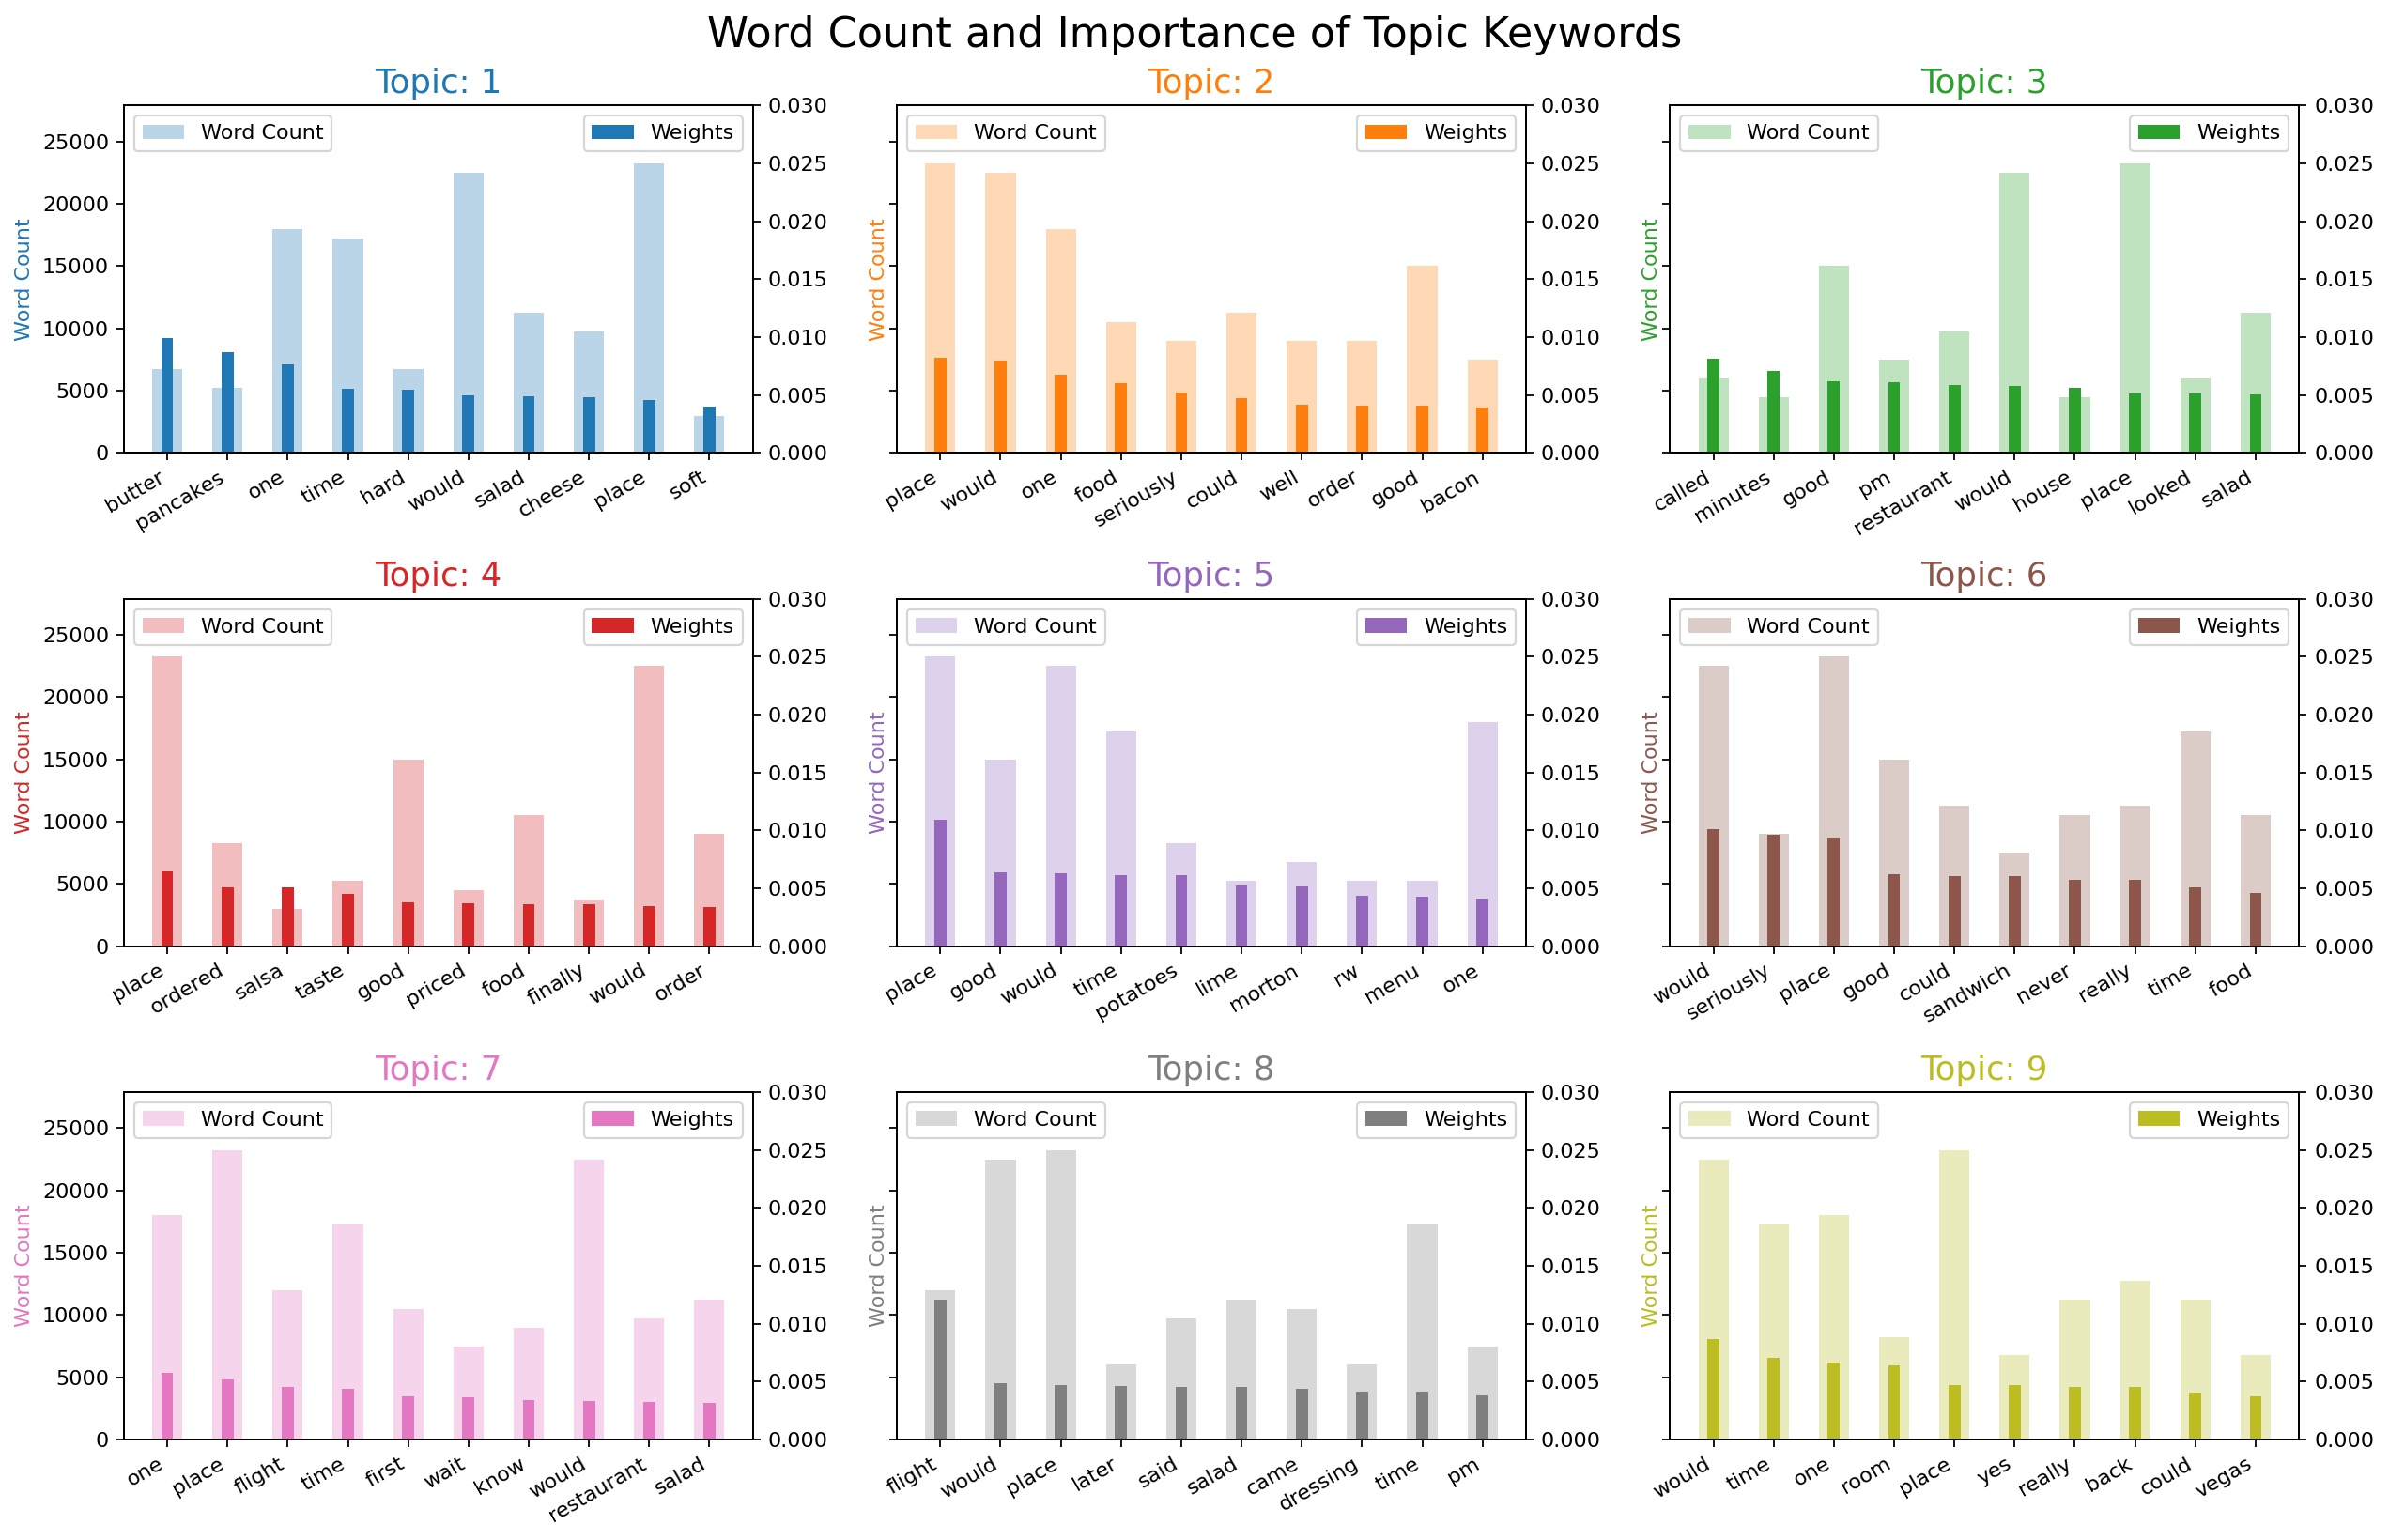 Word Count and Importance of Topic Keywords
Topic: 1
Word Count
Weights
Word Count
25000
20000
15000
10000
5000
0
0.030
0.025
0.020
0.015
0.010
0.005
0.000
butter pancakes one time hard would salad cheese place soft
Topic: 2
Word Count
Weights
Word Count
0.030
0.025
0.020
0.015
0.010
0.005
0.000
place would one food seriously could well order good bacon
Topic: 3
Word Count
Weights
Word Count
0.030
0.025
0.020
0.015
0.010
0.005
0.000
called minutes good pm restaurant would house place looked salad
Topic: 4
Word Count
Weights
Word Count
25000
20000
15000
10000
5000
0
0.030
0.025
0.020
0.015
0.010
0.005
0.000
place ordered salsa taste good priced food finally would order
Topic: 5
Word Count
Weights
Word Count
0.030
0.025
0.020
0.015
0.010
0.005
0.000
place good would time potatoes lime morton rw menu one
Topic: 6
Word Count
Weights
Word Count
0.030
0.025
0.020
0.015
0.010
0.005
0.000
would seriously place good could sandwich never really time food
Topic: 7
Word Count
Weights
Word Count
25000
20000
15000
10000
5000
0
0.030
0.025
0.020
0.015
0.010
0.005
0.000
one place flight time first wait know would restaurant salad
Topic: 8
Word Count
Weights
Word Count
0.030
0.025
0.020
0.015
0.010
0.005
0.000
flight would place later said salad came dressing time pm
Topic: 9
Word Count
Weights
Word Count
0.030
0.025
0.020
0.015
0.010
0.005
0.000
would time one room place yes really back could vegas